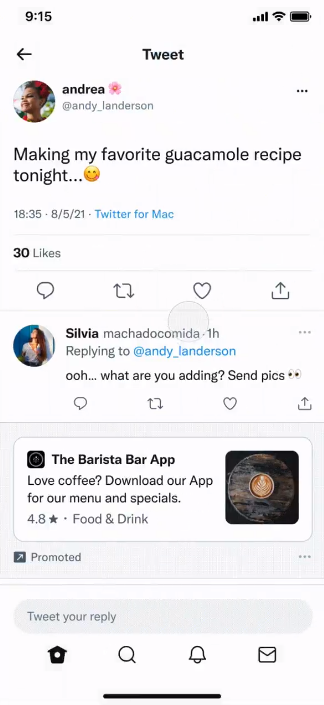 9:15
Tweet
andrea🌸
@andy_landerson
Making my favorite guacamole recipe
tonight...😋
18:35 · 8/5/21 · Twitter for Mac
30 Likes
Silvia machadocomida · 1h
Replying to @andy_landerson
ooh... what are you adding? Send pics 👀
The Barista Bar App
Love coffee? Download our App
for our menu and specials.
4.8 ★ · Food & Drink
Promoted
Tweet your reply